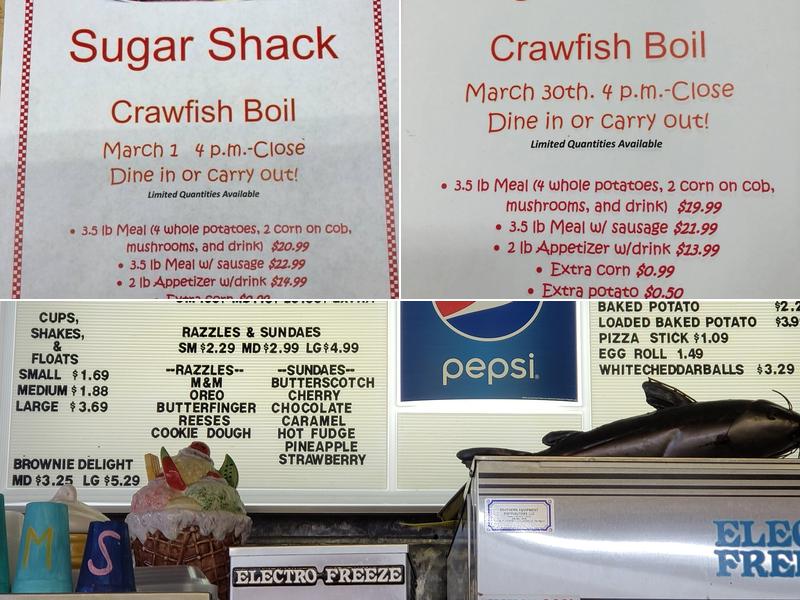 Sugar Shack
Crawfish Boil
March 1 4 p.m.-Close
Dine in or carry out!
Limited Quantities Available
• 3.5 lb Meal (4 whole potatoes, 2 corn on cob,
mushrooms, and drink) $20.99
• 3.5 lb Meal w/ sausage $22.99
• 2 lb Appetizer w/drink $14.99
Crawfish Boil
March 30th. 4 p.m.-Close
Dine in or carry out!
Limited Quantities Available
• 3.5 lb Meal (4 whole potatoes, 2 corn on cob,
mushrooms, and drink) $19.99
• 3.5 lb Meal w/ sausage $21.99
• 2 lb Appetizer w/drink $13.99
• Extra corn $0.99
• Extra potato $0.50
CUPS,
SHAKES,
&
FLOATS
SMALL $1.69
MEDIUM $1.88
LARGE $3.69
BROWNIE DELIGHT
MD $3.25 LG $5.29
RAZZLES & SUNDAES
SM $2.29 MD $2.99 LG $4.99
--RAZZLES--
M&M
OREO
BUTTERFINGER
REESES
COOKIE DOUGH
--SUNDAES--
BUTTERSCOTCH
CHERRY
CHOCOLATE
CARAMEL
HOT FUDGE
PINEAPPLE
STRAWBERRY
pepsi
BAKED POTATO
LOADED BAKED POTATO
PIZZA STICK $1.09
EGG ROLL 1.49
WHITECHEDDARBALLS $3.29
M S
ELECTRO-FREEZE